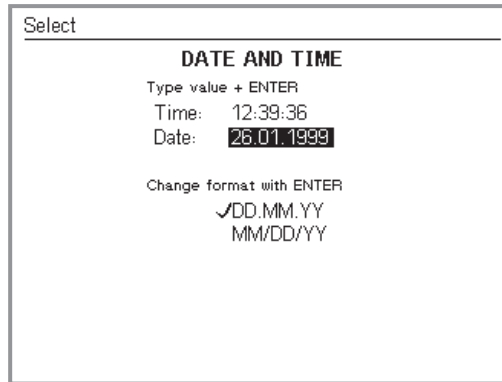 Select
DATE AND TIME
Type value + ENTER
Time: 12:39:36
Date: 26.01.1999
Change format with ENTER
✓DD.MM.YY
MM/DD/YY